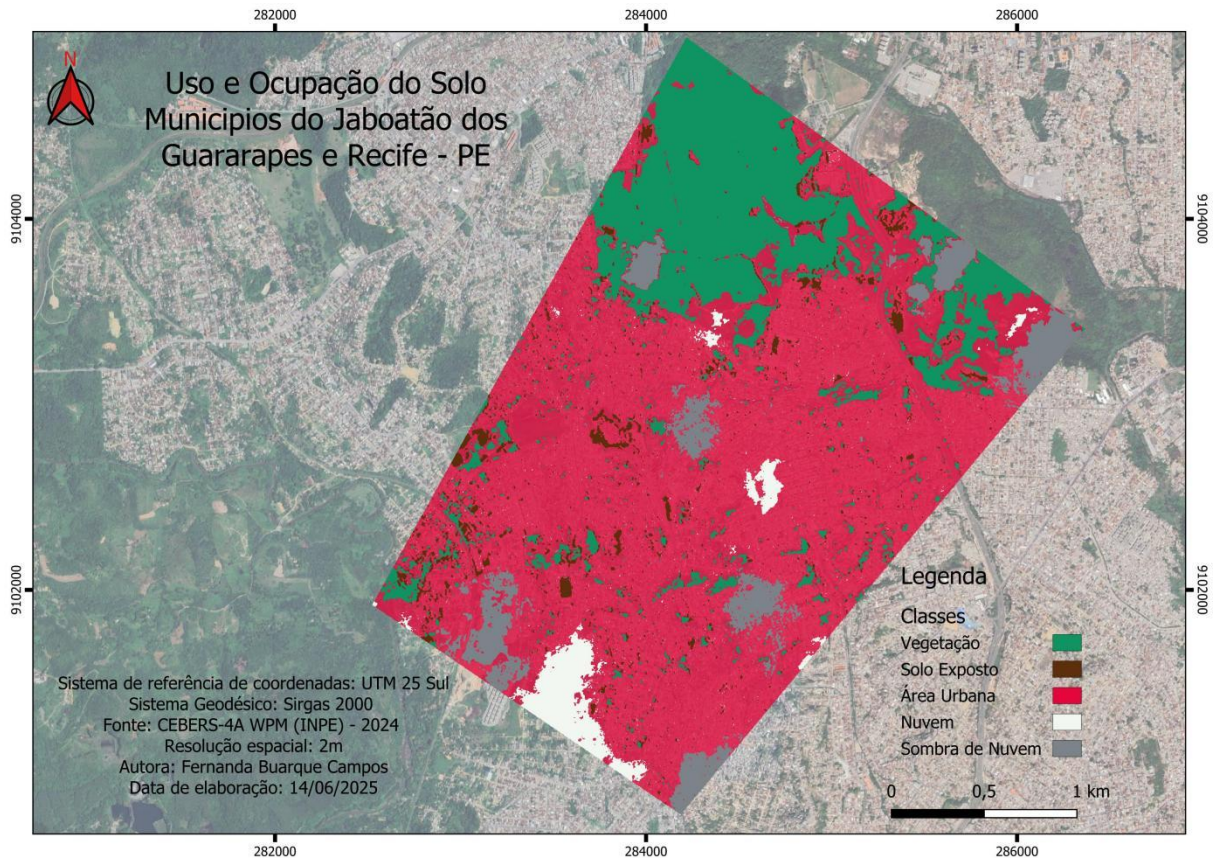 282000
284000
286000
N
Uso e Ocupação do Solo
Municipios do Jaboatão dos
Guararapes e Recife - PE
9104000
9104000
9102000
9102000
Legenda
Classes
Vegetação
Solo Exposto
Área Urbana
Nuvem
Sombra de Nuvem
Sistema de referência de coordenadas: UTM 25 Sul
Sistema Geodésico: Sirgas 2000
Fonte: CEBERS-4A WPM (INPE) - 2024
Resolução espacial: 2m
Autora: Fernanda Buarque Campos
Data de elaboração: 14/06/2025
0 0,5 1 km
282000
284000
286000